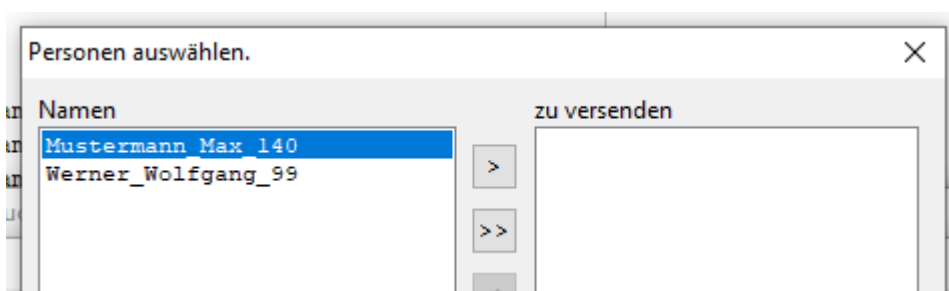 Personen auswählen.
Namen
zu versenden
Mustermann_Max_140
Werner_Wolfgang_99
>
>>